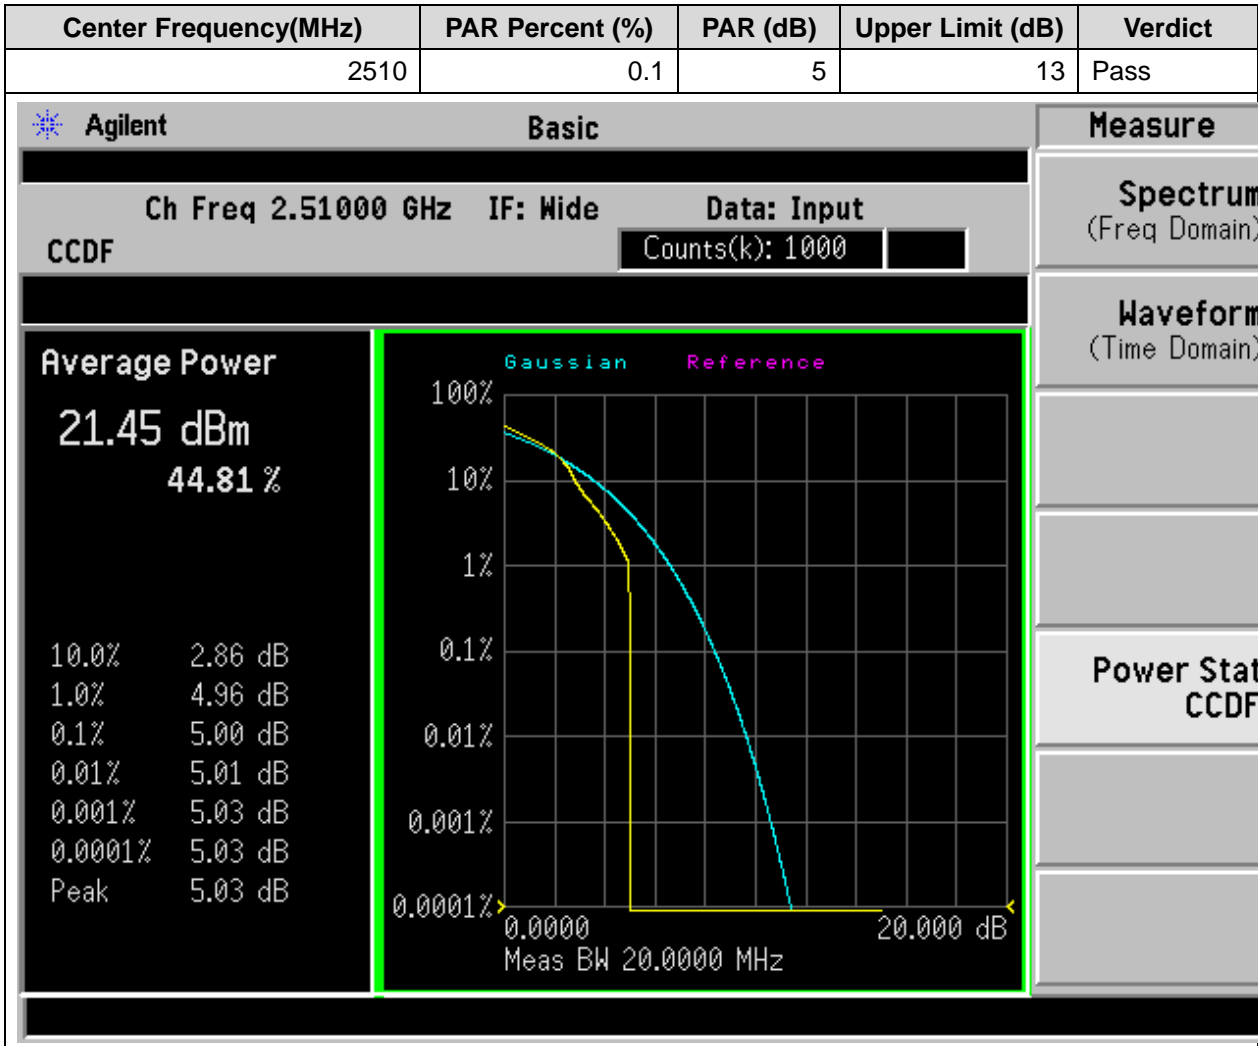 Center Frequency(MHz) PAR Percent (%) PAR (dB) Upper Limit (dB) Verdict
2510 0.1 5 13 Pass
Agilent Basic Measure
Ch Freq 2.51000 GHz IF: Wide Data: Input
CCDF Counts(k): 1000
Spectrum
(Freq Domain)
Waveform
(Time Domain)
Power Stat
CCDF
Average Power
21.45 dBm
44.81 %
10.0% 2.86 dB
1.0% 4.96 dB
0.1% 5.00 dB
0.01% 5.01 dB
0.001% 5.03 dB
0.0001% 5.03 dB
Peak 5.03 dB
Gaussian Reference
100%
10%
1%
0.1%
0.01%
0.001%
0.0001%
0.0000 20.000 dB
Meas BW 20.0000 MHz